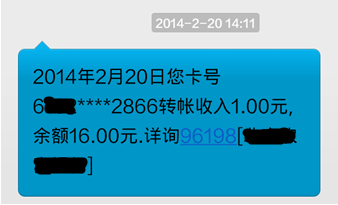 2014-2-20 14:11
2014年2月20日您卡号
6****2866转帐收入1.00元,
余额16.00元.详询96198[
]